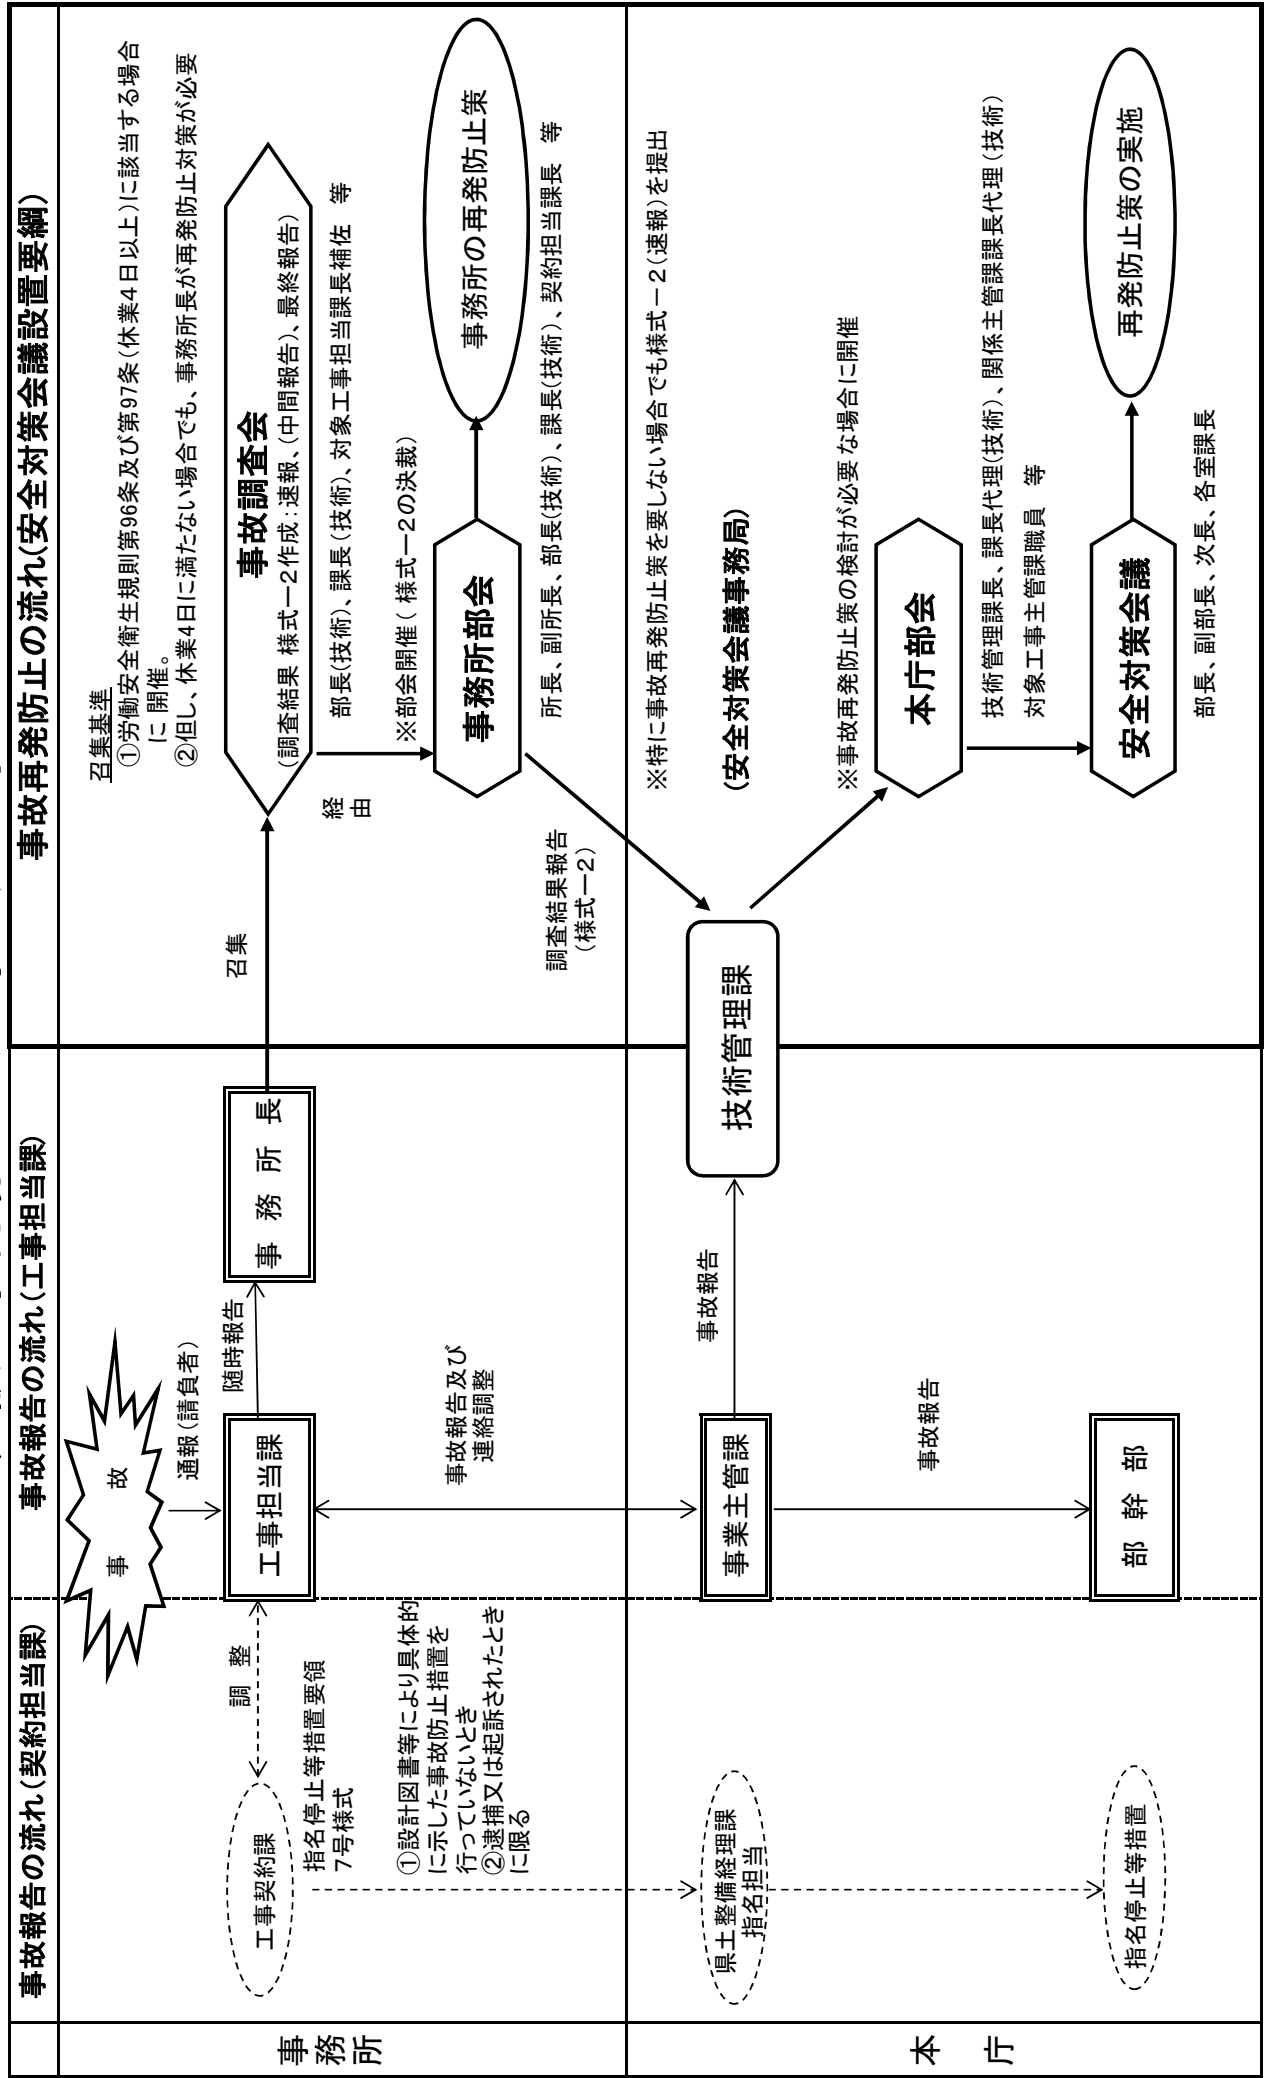 事故報告の流れ(契約担当課)
事故報告の流れ(工事担当課)
事故再発防止の流れ(安全対策会議設置要綱)
事務所
工事契約課
調　整
指名停止等措置要領
7号様式
①設計図書等により具体的
に示した事故防止措置を
行っていないとき
②逮捕又は起訴されたとき
に限る
事　故
通報(請負者)
工事担当課
随時報告
事　務　所　長
事故報告及び
連絡調整
召集
召集基準
①労働安全衛生規則第96条及び第97条(休業4日以上)に該当する場合
に 開催。
②但し、休業4日に満たない場合でも、事務所長が再発防止対策が必要
事故調査会
(調査結果 様式ー2作成:速報、(中間報告)、最終報告)
部長(技術)、課長(技術)、対象工事担当課長補佐　等
経
由
※部会開催( 様式ー2の決裁)
事務所部会
事務所の再発防止策
所長、副所長、部長(技術)、課長(技術)、契約担当課長　等
調査結果報告
(様式ー2)
本　庁
県土整備経理課
指名担当
指名停止等措置
事業主管課
事故報告
事故報告
部　幹　部
技術管理課
※特に事故再発防止策を要しない場合でも様式ー2(速報)を提出
(安全対策会議事務局)
※事故再発防止策の検討が必要な場合に開催
本庁部会
技術管理課長、課長代理(技術)、関係主管課課長代理(技術)
対象工事主管課職員　等
安全対策会議
再発防止策の実施
部長、副部長、次長、各室課長